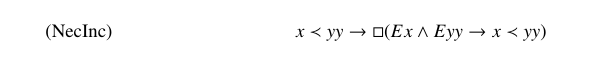 (NecInc) x ≺ yy → □(Ex ∧ Eyy → x ≺ yy)